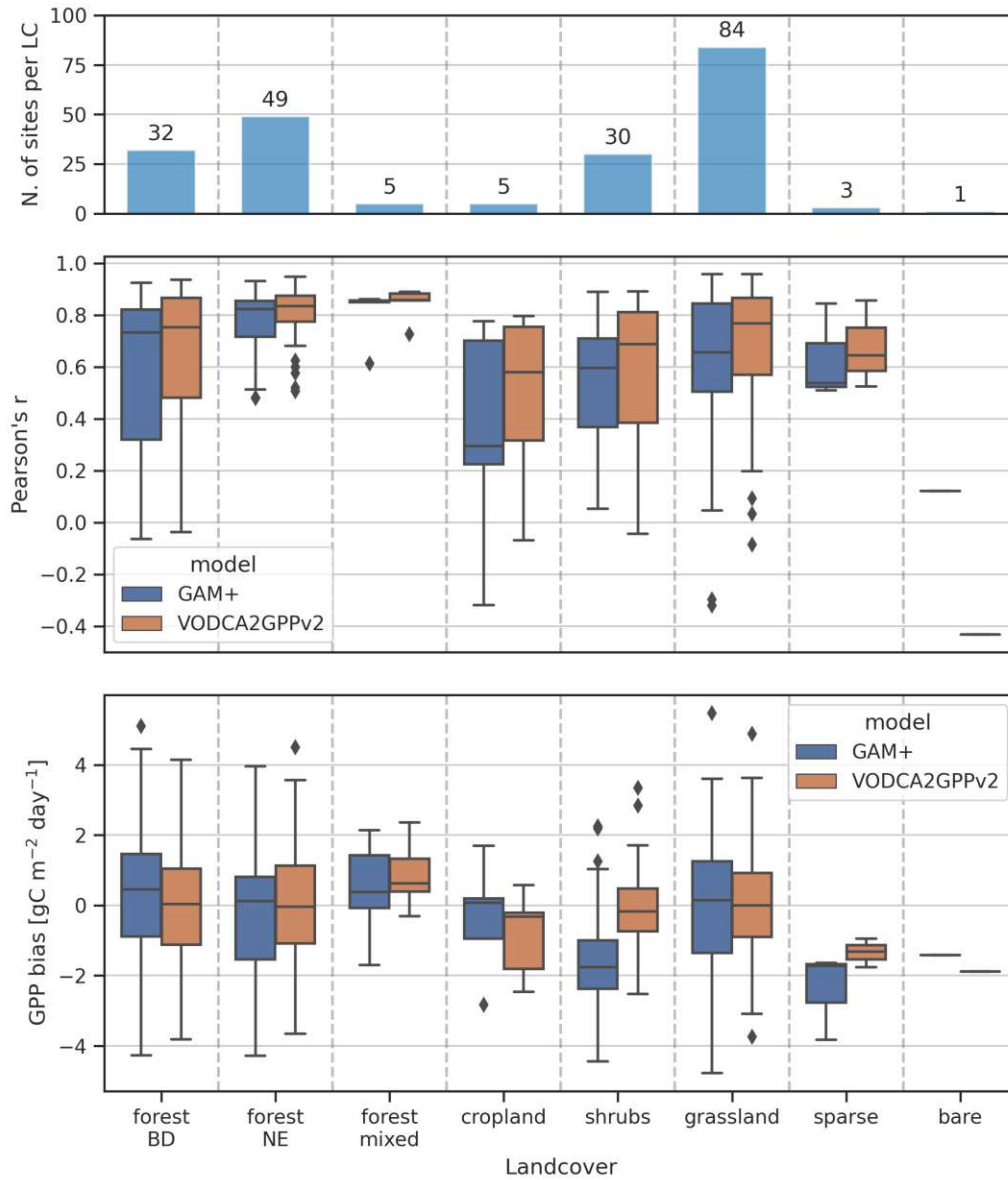 N. of sites per LC
100
75
50
25
0
32
49
5
5
30
84
3
1
Pearson's r
1.0
0.8
0.6
0.4
0.2
0.0
−0.2
−0.4
model
GAM+
VODCA2GPPv2
GPP bias [gC m⁻² day⁻¹]
4
2
0
−2
−4
model
GAM+
VODCA2GPPv2
forest BD
forest NE
forest mixed
cropland
shrubs
grassland
sparse
bare
Landcover